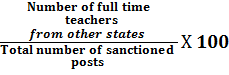 Number of full time
teachers
from other states
Total number of sanctioned
posts
X 100